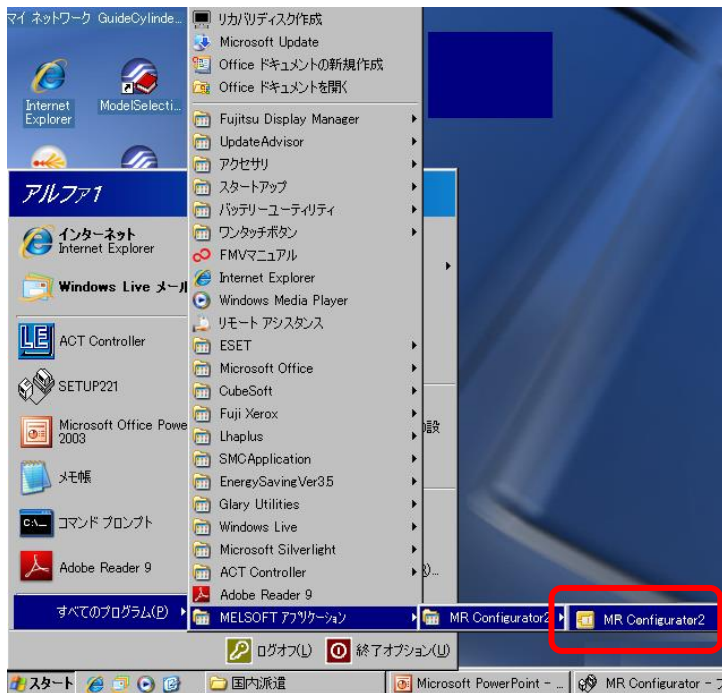 マイ ネットワーク GuideCylinde...
Internet
Explorer
ModelSelecti...
アルファ1
インターネット
Internet Explorer
Windows Live メール
ACT Controller
SETUP221
Microsoft Office Powe
2003
メモ帳
コマンド プロンプト
Adobe Reader 9
すべてのプログラム(P)
リカバリディスク作成
Microsoft Update
Office ドキュメントの新規作成
Office ドキュメントを開く
Fujitsu Display Manager
UpdateAdvisor
アクセサリ
スタートアップ
バッテリーユーティリティ
ワンタッチボタン
FMVマニュアル
Internet Explorer
Windows Media Player
リモート アシスタンス
ESET
Microsoft Office
CubeSoft
Fuji Xerox
Lhaplus
SMCApplication
EnergySavingVer3.5
Glary Utilities
Windows Live
Microsoft Silverlight
ACT Controller
Adobe Reader 9
MELSOFT アプリケーション
MR Configurator2
MR Configurator2
の設
)...
ログオフ(L)
終了オプション(U)
スタート
国内派遣
Microsoft PowerPoint - ...
MR Configurator -